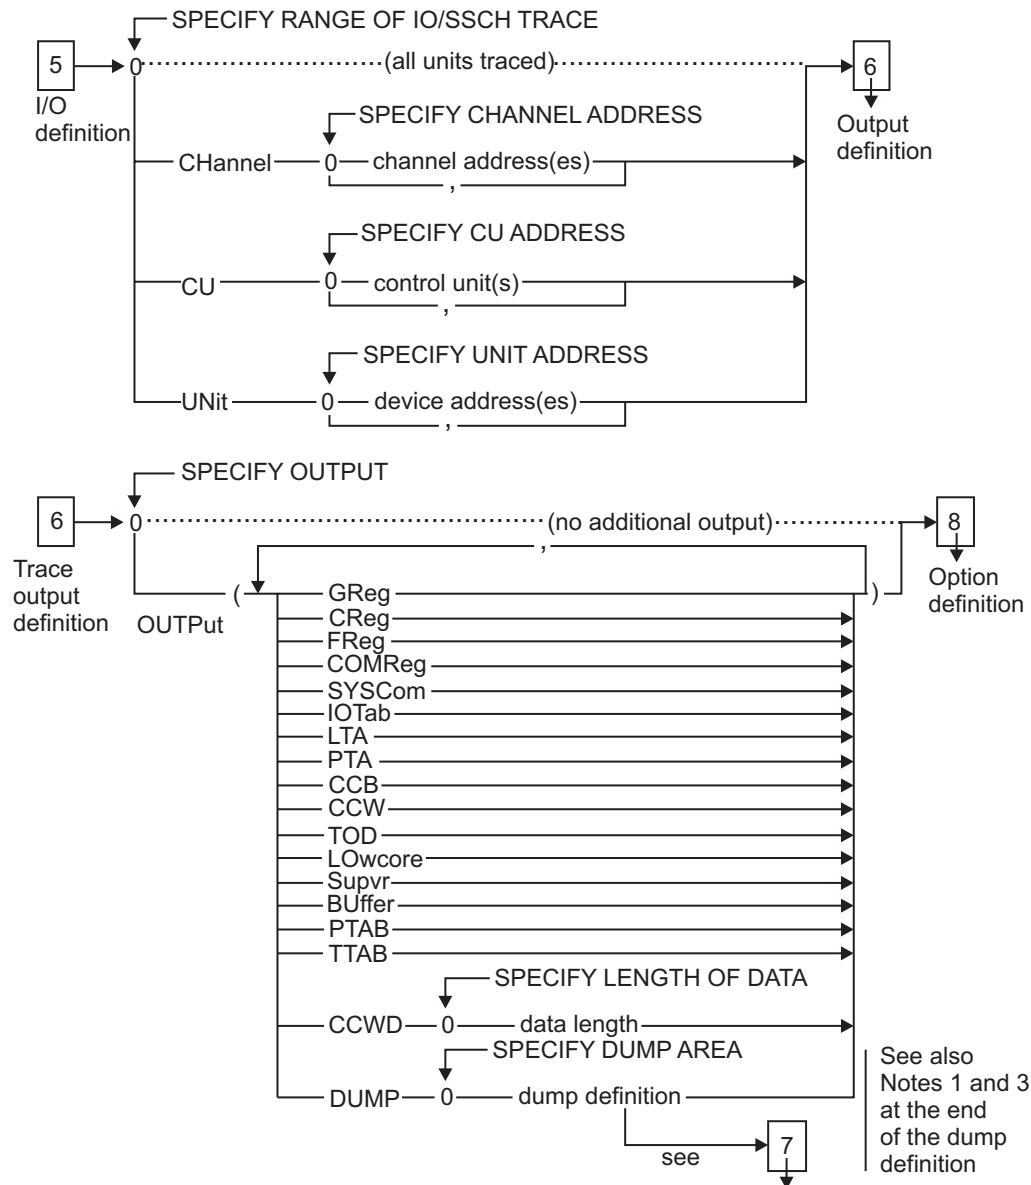 SPECIFY RANGE OF IO/SSCH TRACE
5
0
(all units traced)
6
I/O
definition
Output
definition
SPECIFY CHANNEL ADDRESS
CHannel
0
channel address(es)
,
SPECIFY CU ADDRESS
CU
0
control unit(s)
,
SPECIFY UNIT ADDRESS
UNit
0
device address(es)
,
SPECIFY OUTPUT
6
0
(no additional output)
8
Trace
output
definition
Option
definition
,
OUTPut
(
GReg
)
CReg
FReg
COMReg
SYSCom
IOTab
LTA
PTA
CCB
CCW
TOD
LOwcore
Supvr
BUffer
PTAB
TTAB
SPECIFY LENGTH OF DATA
CCWD
0
data length
SPECIFY DUMP AREA
DUMP
0
dump definition
See also
Notes 1 and 3
at the end
of the dump
definition
see
7